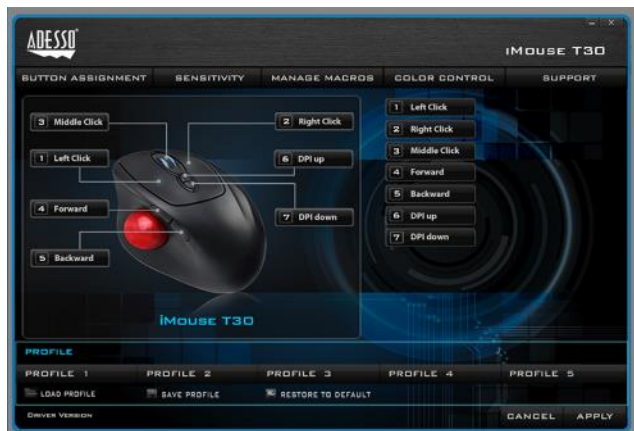 ADESSO
iMOUSE T30
BUTTON ASSIGNMENT SENSITIVITY MANAGE MACROS COLOR CONTROL SUPPORT
3 Middle Click
2 Right Click
1 Left Click
6 DPI up
4 Forward
7 DPI down
5 Backward
iMOUSE T30
1 Left Click
2 Right Click
3 Middle Click
4 Forward
5 Backward
6 DPI up
7 DPI down
PROFILE
PROFILE 1 PROFILE 2 PROFILE 3 PROFILE 4 PROFILE 5
LOAD PROFILE SAVE PROFILE RESTORE TO DEFAULT
DRIVER VERSION CANCEL APPLY